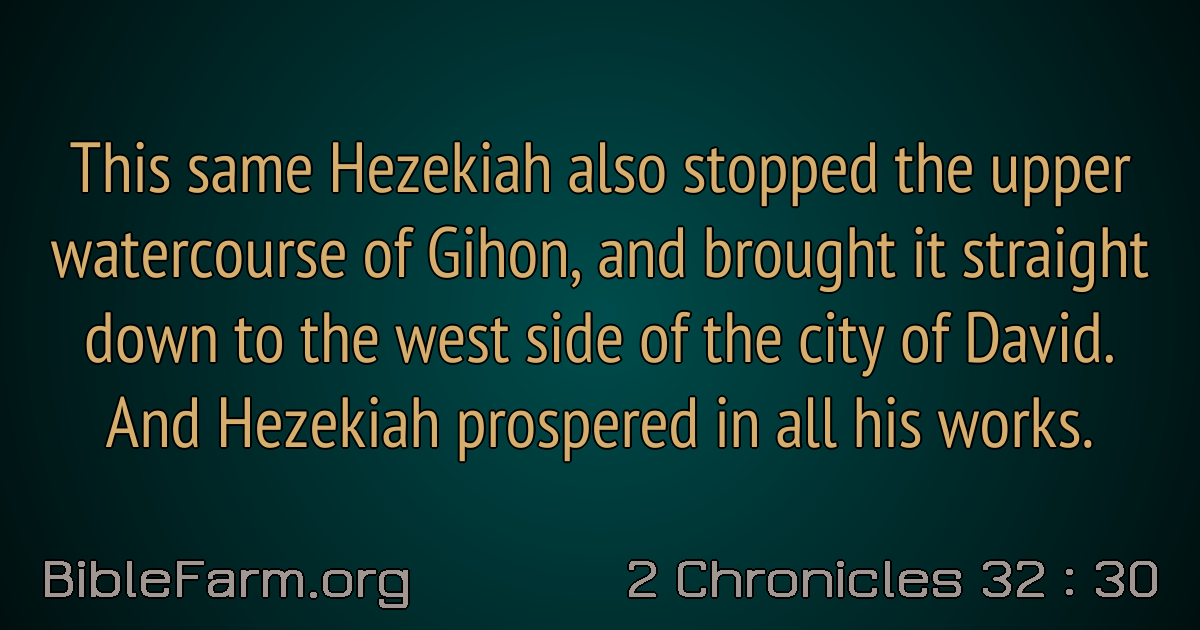 This same Hezekiah also stopped the upper
watercourse of Gihon, and brought it straight
down to the west side of the city of David.
And Hezekiah prospered in all his works.
BibleFarm.org
2 Chronicles 32 : 30